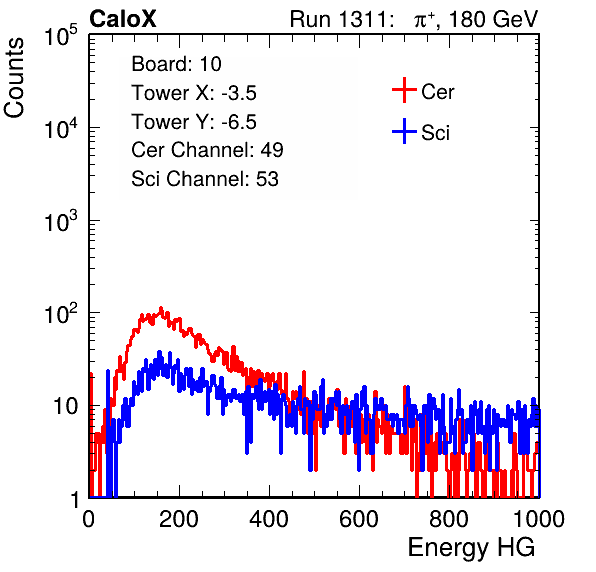 CaloX Run 1311: π⁺, 180 GeV
Counts
10⁵
10⁴
10³
10²
10
1
Board: 10
Tower X: -3.5
Tower Y: -6.5
Cer Channel: 49
Sci Channel: 53
Cer
Sci
0 200 400 600 800 1000
Energy HG